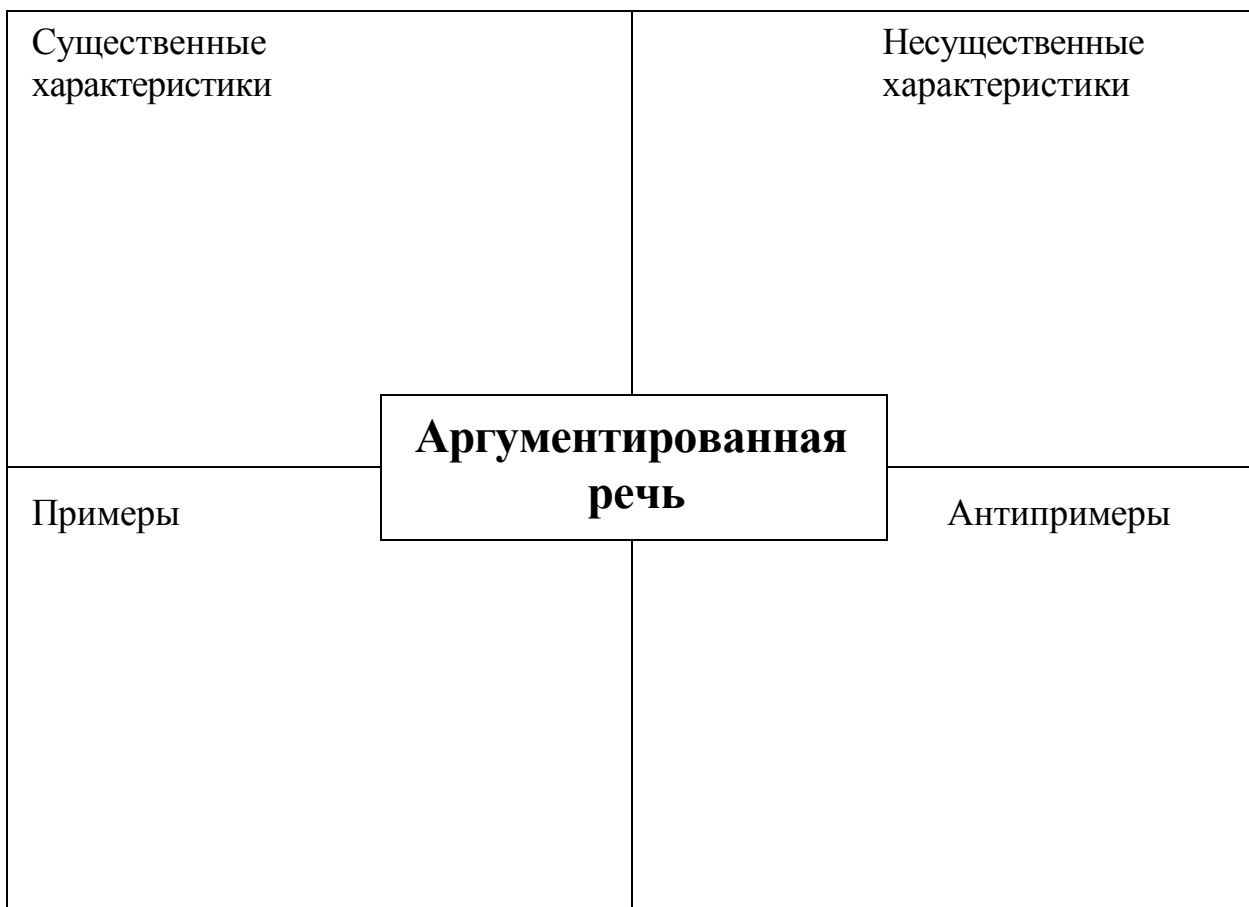 Существенные
характеристики
Несущественные
характеристики
Аргументированная
речь
Примеры
Антипримеры